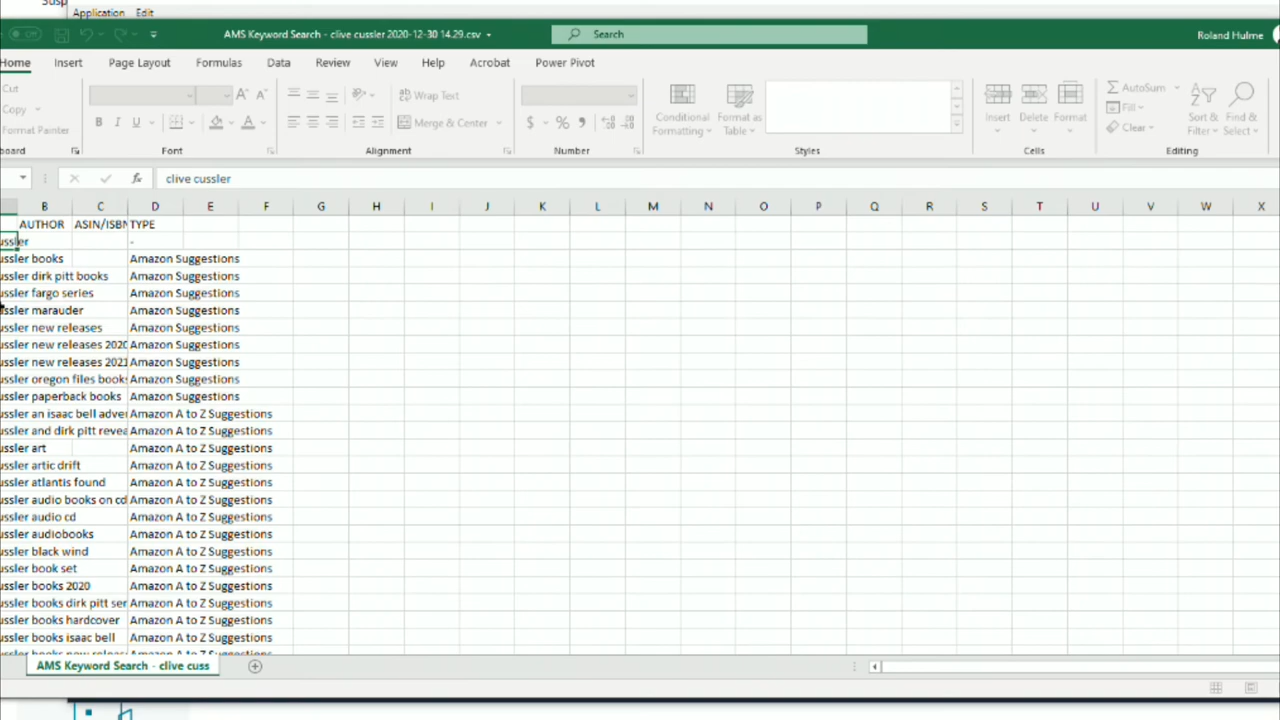 Application Edit
AMS Keyword Search - clive cussler 2020-12-30 14.29.csv
Search
Roland Hulme
Home Insert Page Layout Formulas Data Review View Help Acrobat Power Pivot
Cut
Copy
Format Painter
B I U
Wrap Text
Merge & Center
$ % 9
Conditional Formatting
Format as Table
Insert Delete Format
AutoSum
Fill
Clear
Sort & Filter
Find & Select
board Font Alignment Number Styles Cells Editing
fx clive cussler
B C D E F G H I J K L M N O P Q R S T U V W X
AUTHOR ASIN/ISBN TYPE
ussler -
ussler books Amazon Suggestions
ussler dirk pitt books Amazon Suggestions
ussler fargo series Amazon Suggestions
ussler marauder Amazon Suggestions
ussler new releases Amazon Suggestions
ussler new releases 2020 Amazon Suggestions
ussler new releases 2021 Amazon Suggestions
ussler oregon files books Amazon Suggestions
ussler paperback books Amazon Suggestions
ussler an isaac bell adve Amazon A to Z Suggestions
ussler and dirk pitt revea Amazon A to Z Suggestions
ussler art Amazon A to Z Suggestions
ussler artic drift Amazon A to Z Suggestions
ussler atlantis found Amazon A to Z Suggestions
ussler audio books on cd Amazon A to Z Suggestions
ussler audio cd Amazon A to Z Suggestions
ussler audiobooks Amazon A to Z Suggestions
ussler black wind Amazon A to Z Suggestions
ussler book set Amazon A to Z Suggestions
ussler books 2020 Amazon A to Z Suggestions
ussler books dirk pitt ser Amazon A to Z Suggestions
ussler books hardcover Amazon A to Z Suggestions
ussler books isaac bell Amazon A to Z Suggestions
AMS Keyword Search - clive cuss